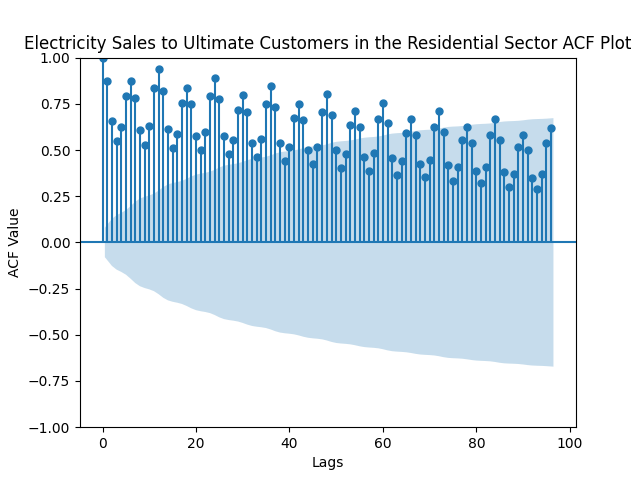 Electricity Sales to Ultimate Customers in the Residential Sector ACF Plot
1.00
0.75
0.50
0.25
0.00
−0.25
−0.50
−0.75
−1.00
ACF Value
0 20 40 60 80 100
Lags